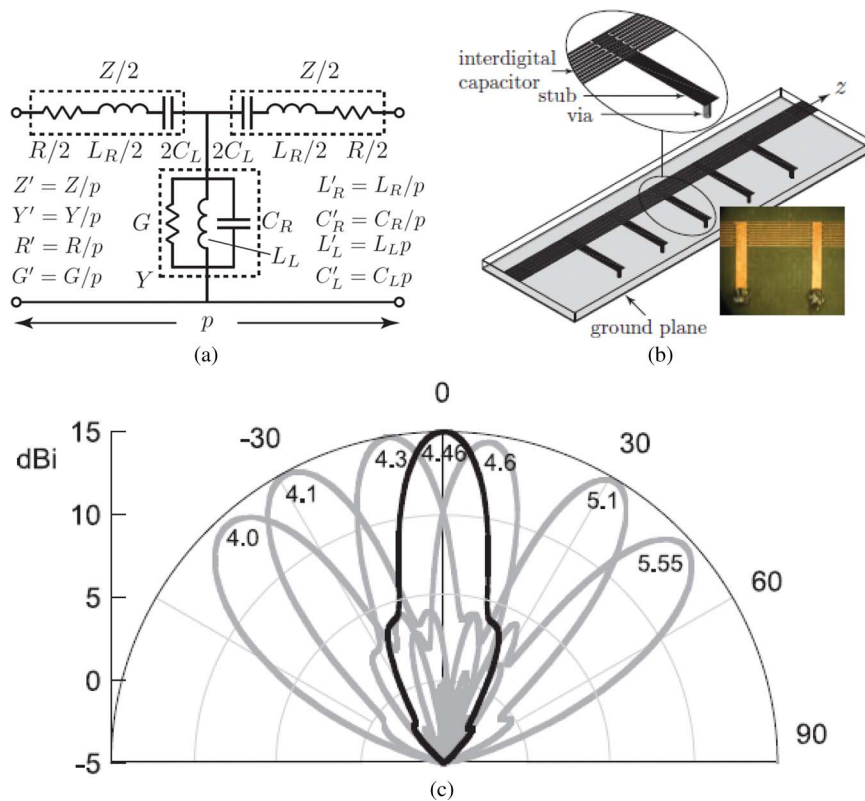 Z/2 Z/2
R/2 L_R/2 2C_L 2C_L L_R/2 R/2
Z' = Z/p
Y' = Y/p
R' = R/p
G' = G/p
G C_R
L_L
Y
L'_R = L_R/p
C'_R = C_R/p
L'_L = L_Lp
C'_L = C_Lp
p
(a)
interdigital
capacitor
stub
via
z
ground plane
(b)
0
-30 30
60
90
15
dBi
10
5
0
-5
4.0
4.1
4.3
4.46
4.6
5.1
5.55
(c)